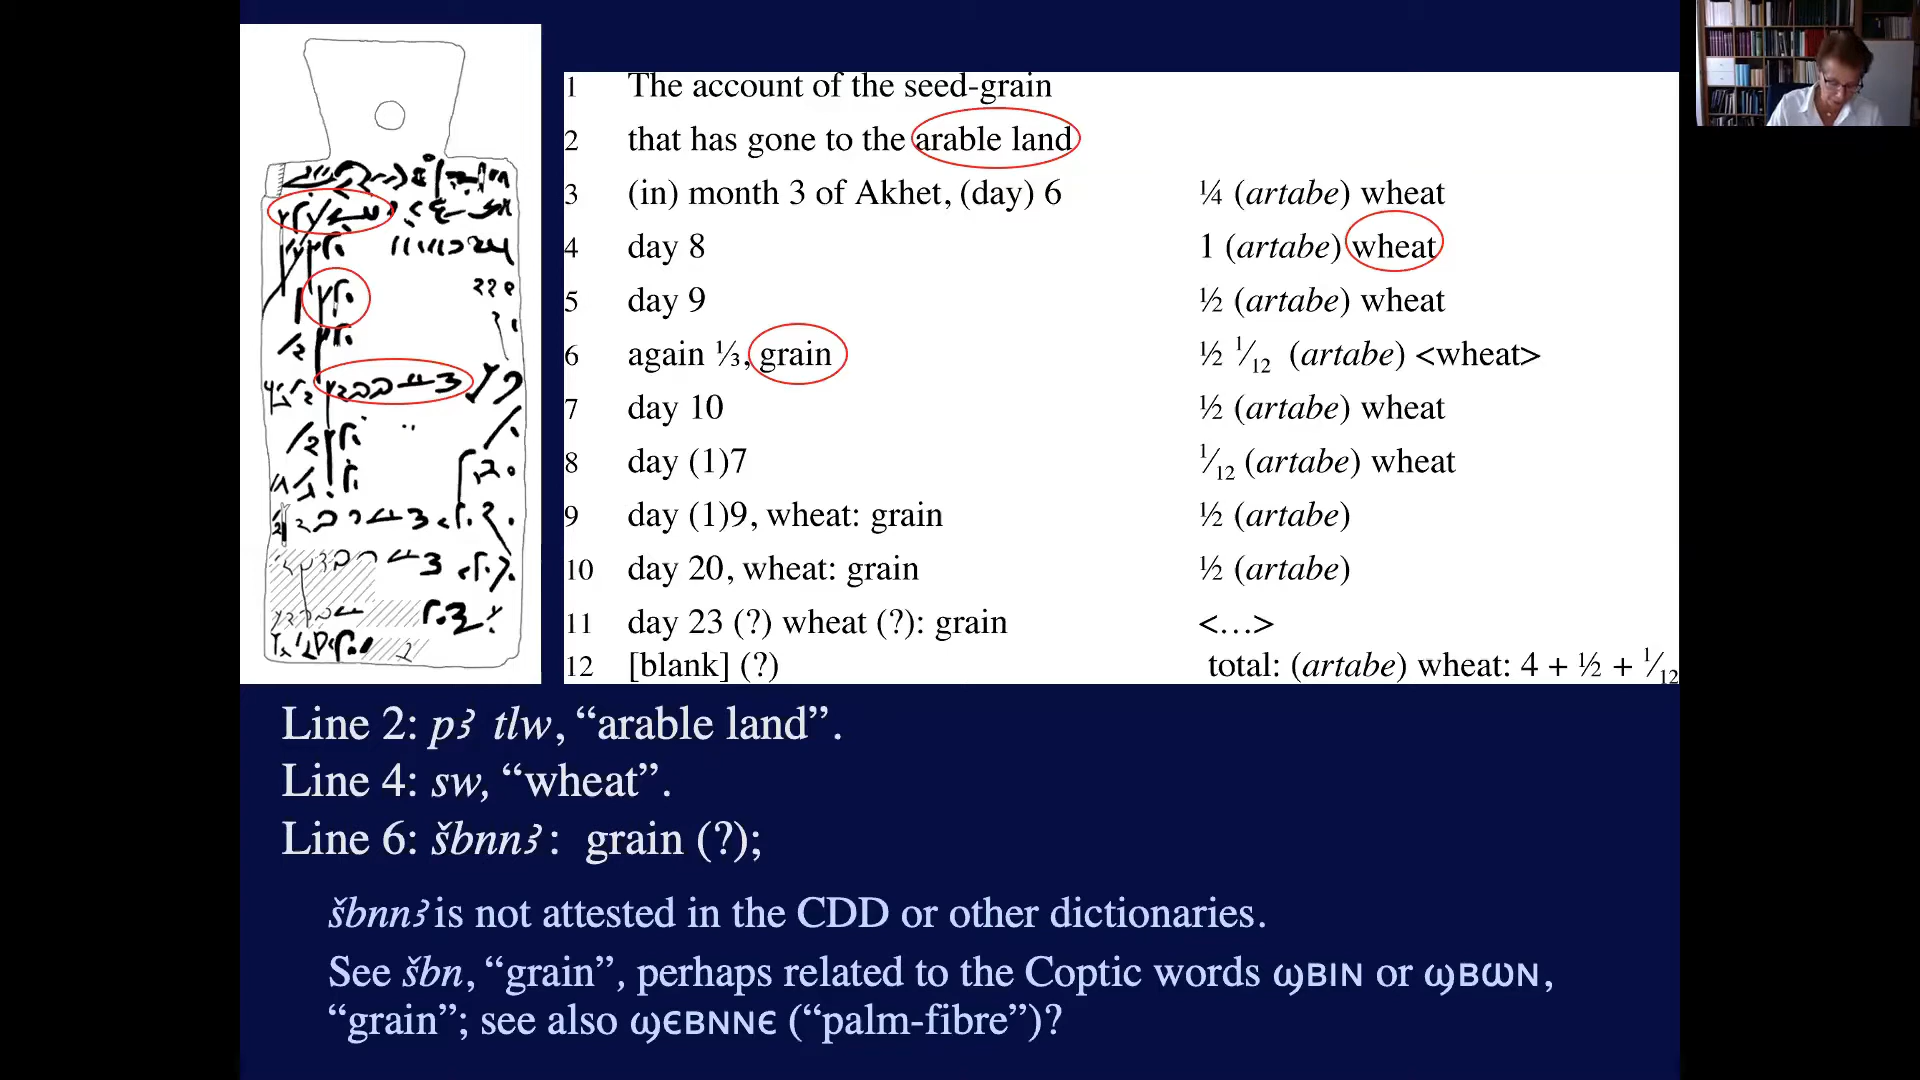 1 The account of the seed-grain
2 that has gone to the arable land
3 (in) month 3 of Akhet, (day) 6 ¼ (artabe) wheat
4 day 8 1 (artabe) wheat
5 day 9 ½ (artabe) wheat
6 again ⅓, grain ½ 1/12 (artabe) <wheat>
7 day 10 ½ (artabe) wheat
8 day (1)7 1/12 (artabe) wheat
9 day (1)9, wheat: grain ½ (artabe)
10 day 20, wheat: grain ½ (artabe)
11 day 23 (?) wheat (?): grain <…>
12 [blank] (?) total: (artabe) wheat: 4 + ½ + 1/12
Line 2: pꜣ tlw, “arable land”.
Line 4: sw, “wheat”.
Line 6: šbnnꜣ: grain (?);
šbnnꜣ is not attested in the CDD or other dictionaries.
See šbn, “grain”, perhaps related to the Coptic words ϣⲃⲓⲛ or ϣⲃⲱⲛ,
“grain”; see also ϣⲉⲃⲛⲛⲉ (“palm-fibre”)?